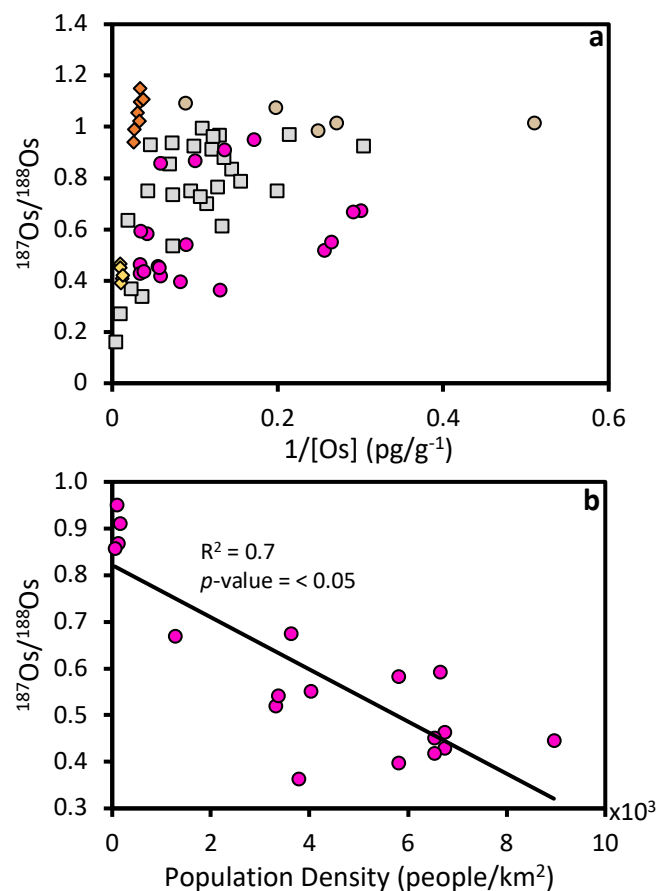 a
1.4
1.2
1
0.8
0.6
0.4
0.2
0
¹⁸⁷Os/¹⁸⁸Os
0 0.2 0.4 0.6
1/[Os] (pg/g⁻¹)
b
1.0
0.9
0.8
0.7
0.6
0.5
0.4
0.3
¹⁸⁷Os/¹⁸⁸Os
R² = 0.7
p-value = < 0.05
0 2 4 6 8 10
x10³
Population Density (people/km²)